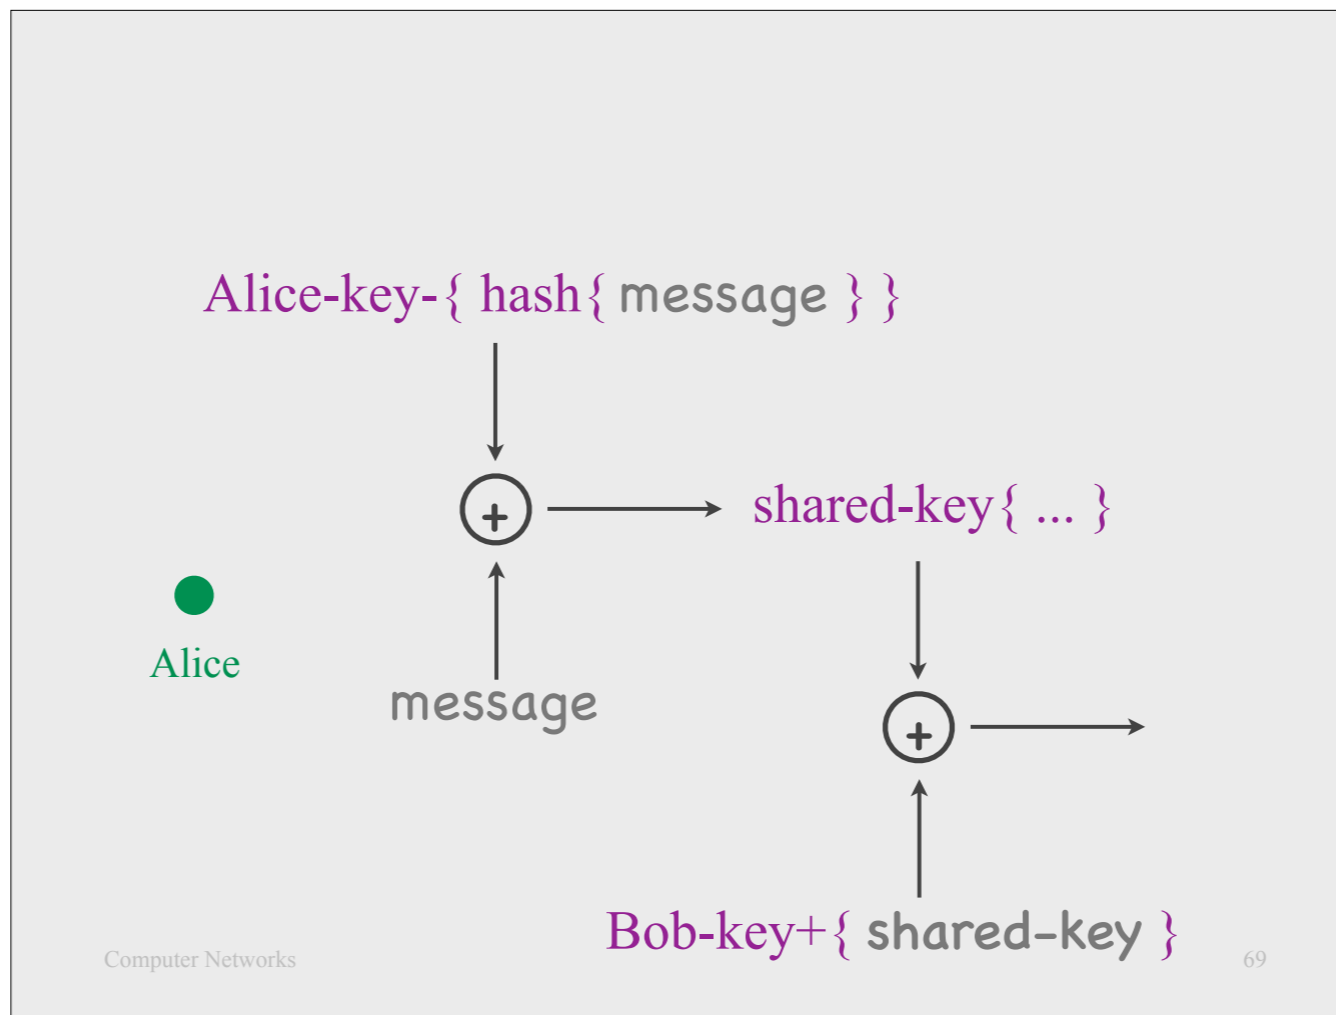 Alice-key-{ hash{ message } }
+
shared-key{ ... }
Alice
message
+
Bob-key+{ shared-key }
Computer Networks
69